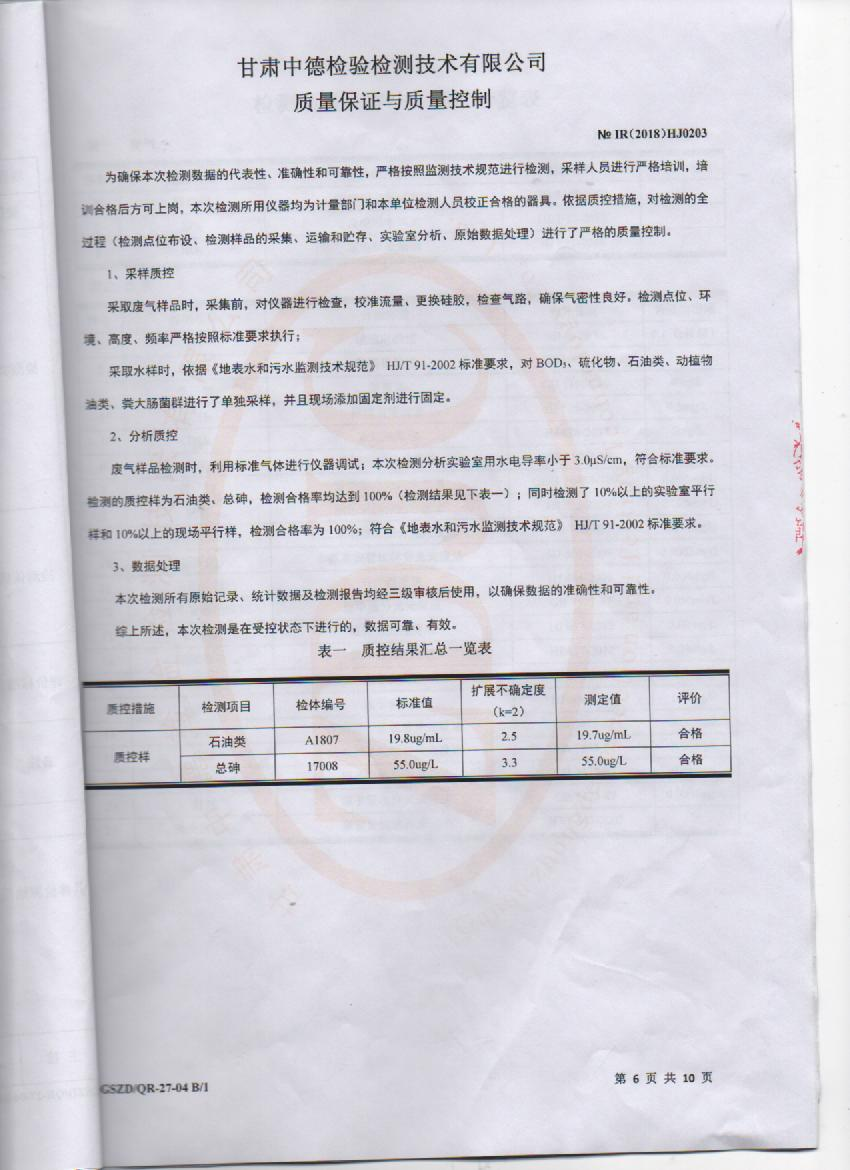 甘肃中德检验检测技术有限公司
质量保证与质量控制
№ IR(2018)HJ0203
为确保本次检测数据的代表性、准确性和可靠性，严格按照监测技术规范进行检测，采样人员进行严格培训，培
训合格后方可上岗，本次检测所用仪器均为计量部门和本单位检测人员校正合格的器具。依据质控措施，对检测的全
过程（检测点位布设、检测样品的采集、运输和贮存、实验室分析、原始数据处理）进行了严格的质量控制。
1、采样质控
采取废气样品时，采集前，对仪器进行检查，校准流量、更换硅胶，检查气路，确保气密性良好，检测点位、环
境、高度、频率严格按照标准要求执行；
采取水样时，依据《地表水和污水监测技术规范》 HJ/T 91-2002 标准要求，对 BOD₅、硫化物、石油类、动植物
油类、粪大肠菌群进行了单独采样，并且现场添加固定剂进行固定。
2、分析质控
废气样品检测时，利用标准气体进行仪器调试；本次检测分析实验室用水电导率小于 3.0μS/cm，符合标准要求。
检测的质控样为石油类、总砷，检测合格率均达到 100%（检测结果见下表一）；同时检测了 10%以上的实验室平行
样和 10%以上的现场平行样，检测合格率为 100%；符合《地表水和污水监测技术规范》 HJ/T 91-2002 标准要求。
3、数据处理
本次检测所有原始记录、统计数据及检测报告均经三级审核后使用，以确保数据的准确性和可靠性。
综上所述，本次检测是在受控状态下进行的，数据可靠、有效。
表一 质控结果汇总一览表
质控措施 检测项目 检体编号 标准值 扩展不确定度（k=2） 测定值 评价
质控样 石油类 A1807 19.8ug/mL 2.5 19.7ug/mL 合格
总砷 17008 55.0ug/L 3.3 55.0ug/L 合格
GSZD/QR-27-04 B/1
第 6 页 共 10 页